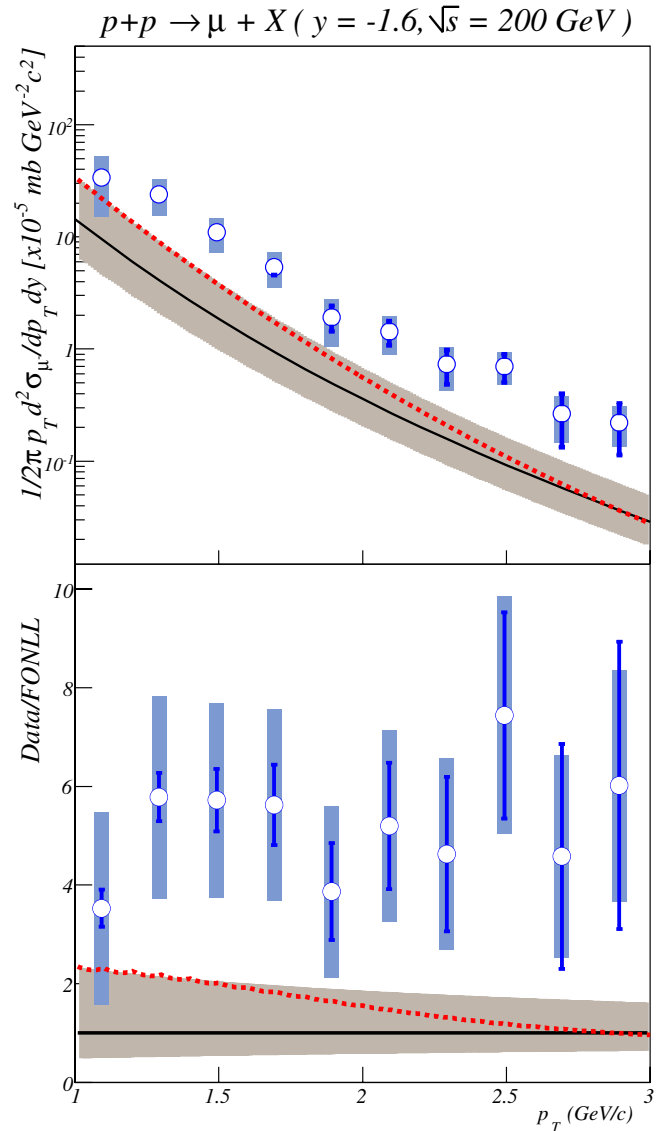 p+p → μ + X ( y = -1.6, √s = 200 GeV )
1/2π p_T d²σ_μ/dp_T dy [x10⁻⁵ mb GeV⁻²c²]
10²
10
1
10⁻¹
Data/FONLL
10
8
6
4
2
0
1 1.5 2 2.5 3
p_T (GeV/c)